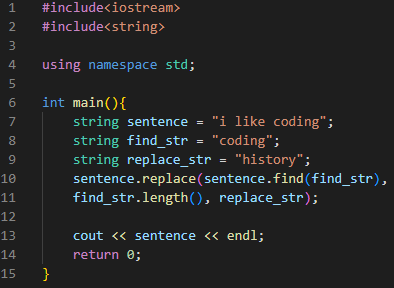 1 #include<iostream>
2 #include<string>
3
4 using namespace std;
5
6 int main(){
7     string sentence = "i like coding";
8     string find_str = "coding";
9     string replace_str = "history";
10     sentence.replace(sentence.find(find_str),
11     find_str.length(), replace_str);
12
13     cout << sentence << endl;
14     return 0;
15 }